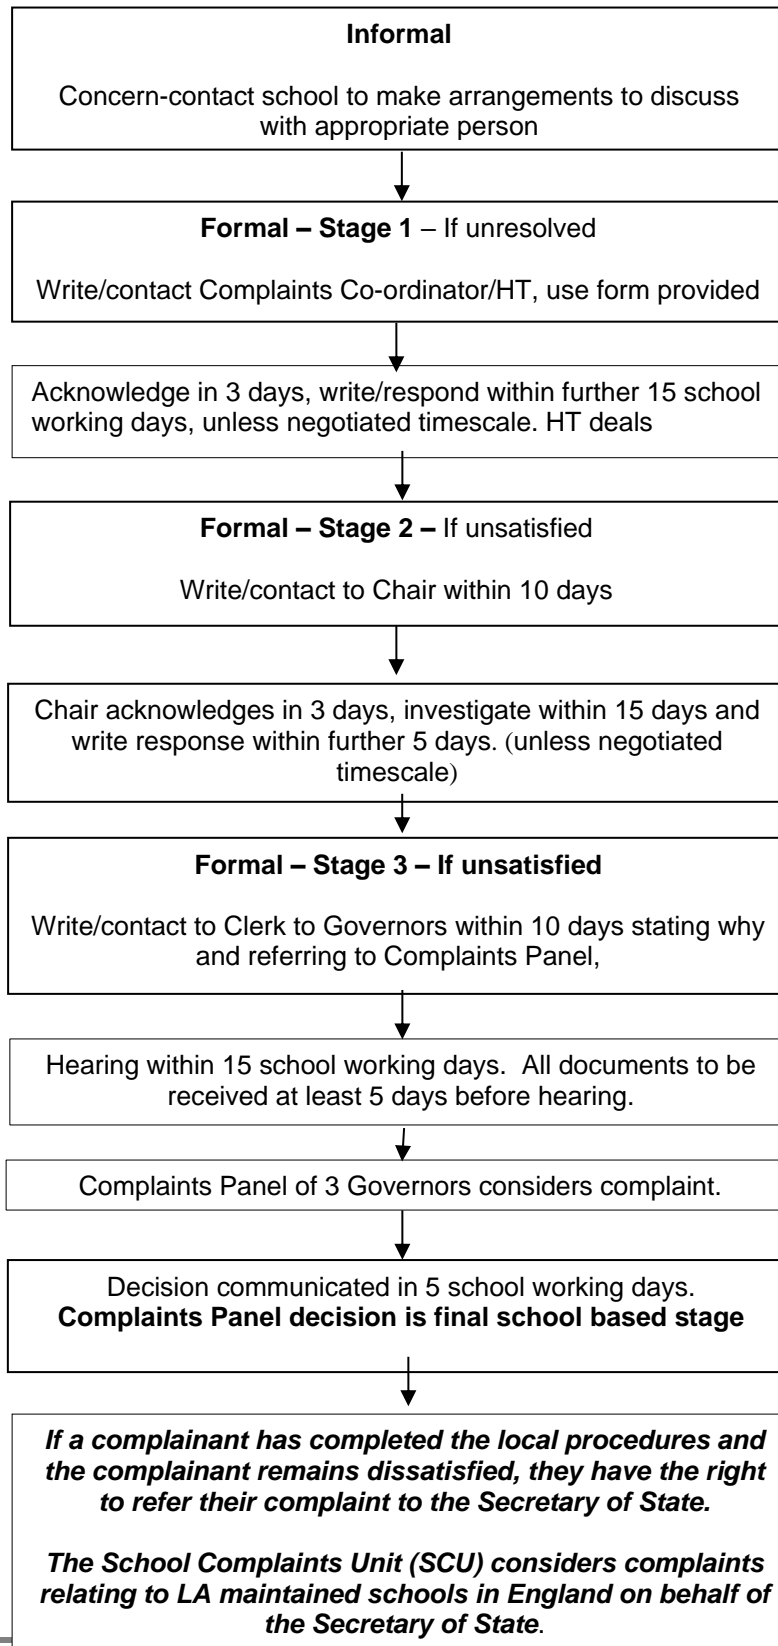 Informal
Concern-contact school to make arrangements to discuss
with appropriate person
Formal – Stage 1 – If unresolved
Write/contact Complaints Co-ordinator/HT, use form provided
Acknowledge in 3 days, write/respond within further 15 school
working days, unless negotiated timescale. HT deals
Formal – Stage 2 – If unsatisfied
Write/contact to Chair within 10 days
Chair acknowledges in 3 days, investigate within 15 days and
write response within further 5 days. (unless negotiated
timescale)
Formal – Stage 3 – If unsatisfied
Write/contact to Clerk to Governors within 10 days stating why
and referring to Complaints Panel,
Hearing within 15 school working days.  All documents to be
received at least 5 days before hearing.
Complaints Panel of 3 Governors considers complaint.
Decision communicated in 5 school working days.
Complaints Panel decision is final school based stage
If a complainant has completed the local procedures and
the complainant remains dissatisfied, they have the right
to refer their complaint to the Secretary of State.
The School Complaints Unit (SCU) considers complaints
relating to LA maintained schools in England on behalf of
the Secretary of State.